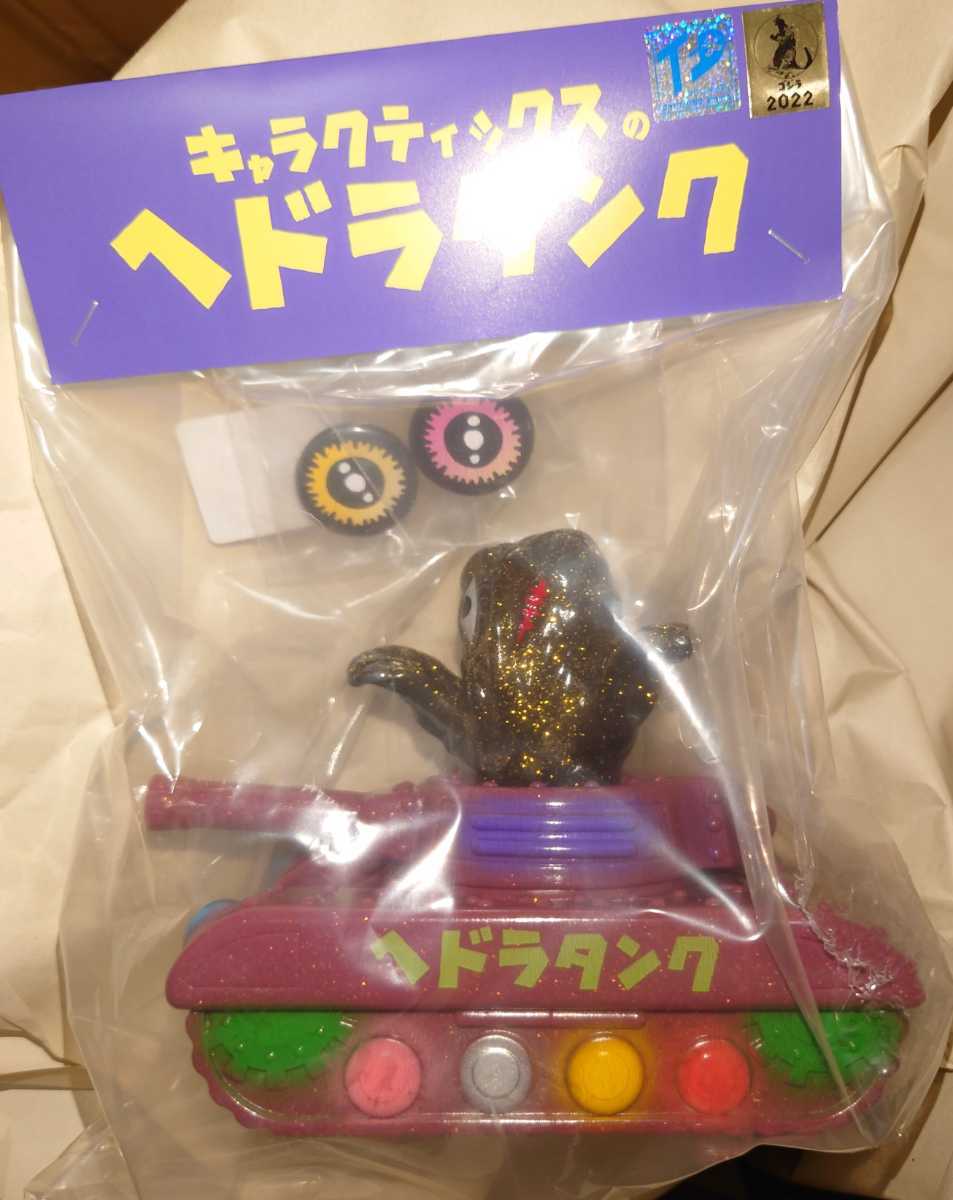 キャラクティックスの
ヘドラタンク
ゴジラ
2022
ヘドラタンク